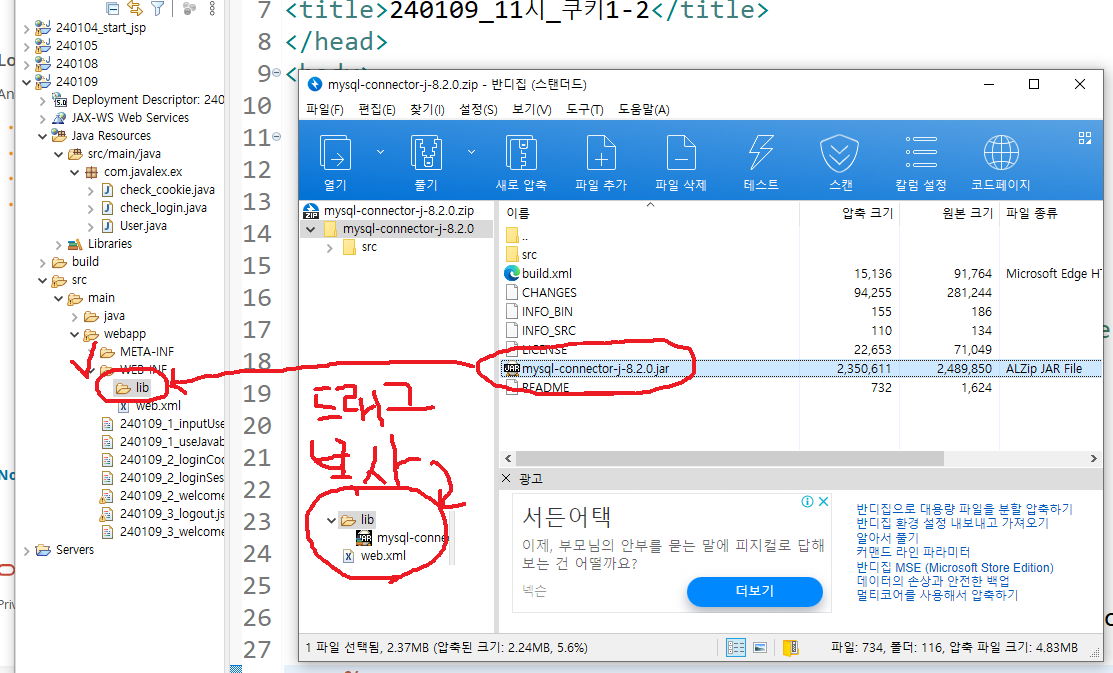 240104_start_jsp
240105
240108
240109
Deployment Descriptor: 240
JAX-WS Web Services
Java Resources
src/main/java
com.javalex.ex
check_cookie.java
check_login.java
User.java
Libraries
build
src
main
java
webapp
META-INF
WEB-INF
lib
web.xml
240109_1_inputUse
240109_1_useJavab
240109_2_loginCoo
240109_2_loginSes
240109_2_welcome
240109_3_logout.js
240109_3_welcome
Servers
7 <title>240109_11시_쿠키1-2</title>
8 </head>
9
10
11
12
13
14
15
16
17
18
19
20
21
22
23
24
25
26
27
mysql-connector-j-8.2.0.zip - 반디집 (스탠더드)
파일(F) 편집(E) 찾기(I) 설정(S) 보기(V) 도구(T) 도움말(A)
열기 풀기 새로 압축 파일 추가 파일 삭제 테스트 스캔 칼럼 설정 코드페이지
mysql-connector-j-8.2.0.zip
mysql-connector-j-8.2.0
src
이름 압축 크기 원본 크기 파일 종류
..
src
build.xml 15,136 91,764 Microsoft Edge HT
CHANGES 94,255 281,244
INFO_BIN 155 186
INFO_SRC 110 134
LICENSE 22,653 71,049
mysql-connector-j-8.2.0.jar 2,350,611 2,489,850 ALZip JAR File
README 732 1,624
드래그
복사
lib
mysql-conne
web.xml
광고
서든어택
이제, 부모님의 안부를 묻는 말에 피지컬로 답해
보는 건 어떨까요?
넥슨
더보기
반디집으로 대용량 파일을 분할 압축하기
반디집 환경 설정 내보내고 가져오기
알아서 풀기
커맨드 라인 파라미터
반디집 MSE (Microsoft Store Edition)
데이터의 손상과 안전한 백업
멀티코어를 사용해서 압축하기
1 파일 선택됨, 2.37MB (압축된 크기: 2.24MB, 5.6%)
파일: 734, 폴더: 116, 압축 파일 크기: 4.83MB